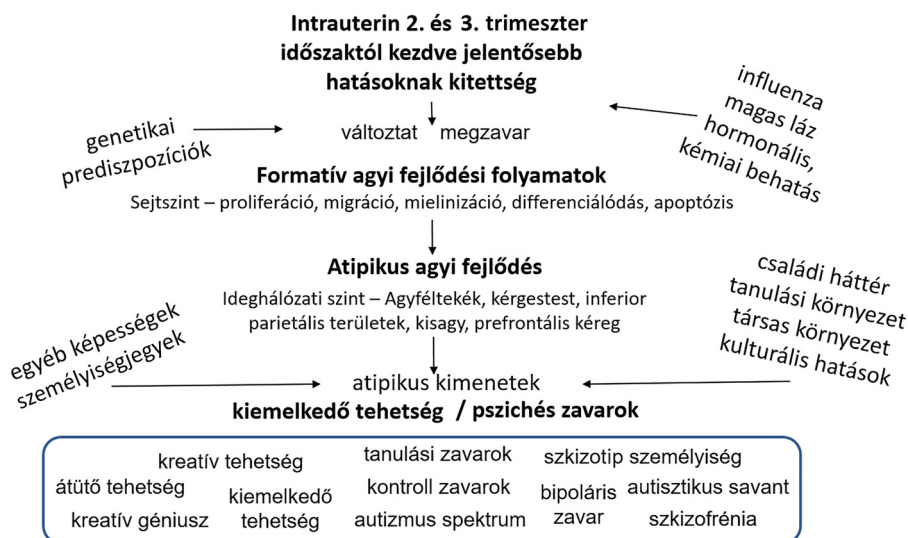 Intrauterin 2. és 3. trimeszter
időszaktól kezdve jelentősebb
hatásoknak kitettség
influenza
magas láz
hormonális,
kémiai behatás
genetikai
prediszpozíciók
változtat megzavar
Formatív agyi fejlődési folyamatok
Sejtszint – proliferáció, migráció, mielinizáció, differenciálódás, apoptózis
Atipikus agyi fejlődés
Ideghálózati szint – Agyféltekék, kérgestest, inferior
parietális területek, kisagy, prefrontális kéreg
családi háttér
tanulási környezet
társas környezet
kulturális hatások
egyéb képességek
személyiségjegyek
atipikus kimenetek
kiemelkedő tehetség / pszichés zavarok
kreatív tehetség
átütő tehetség
kiemelkedő
tehetség
kreatív géniusz
tanulási zavarok
kontroll zavarok
autizmus spektrum
szkizotip személyiség
bipoláris
zavar
autisztikus savant
szkizofrénia